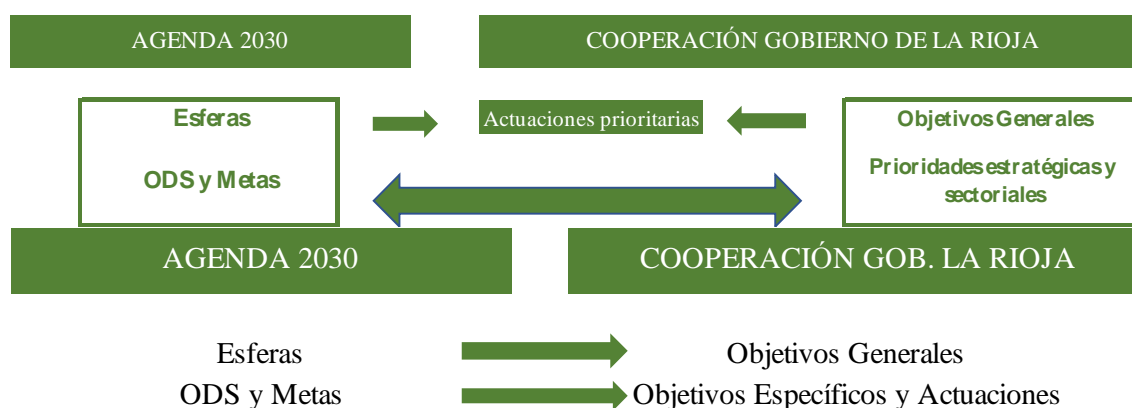 AGENDA 2030
COOPERACIÓN GOBIERNO DE LA RIOJA
Esferas
Actuaciones prioritarias
Objetivos Generales
ODS y Metas
Prioridades estratégicas y
sectoriales
AGENDA 2030
COOPERACIÓN GOB. LA RIOJA
Esferas
Objetivos Generales
ODS y Metas
Objetivos Específicos y Actuaciones